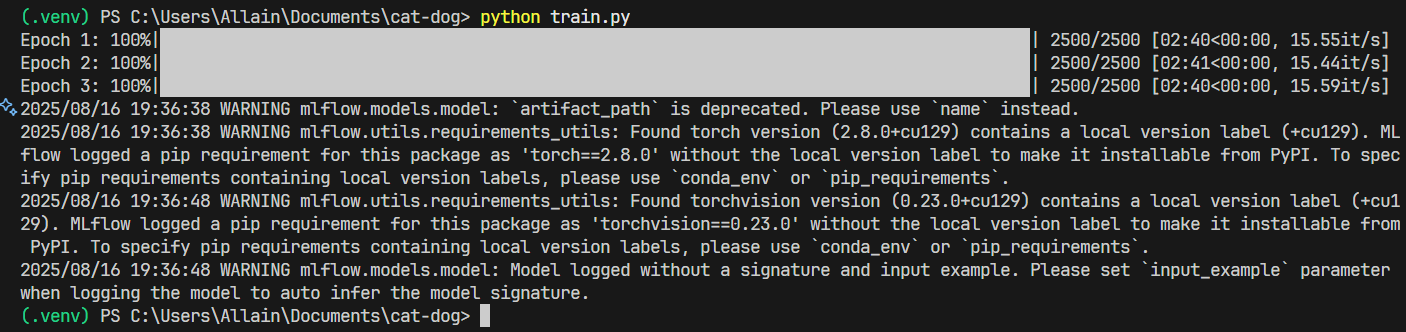 (.venv) PS C:\Users\Allain\Documents\cat-dog> python train.py
Epoch 1: 100%|                | 2500/2500 [02:40<00:00, 15.55it/s]
Epoch 2: 100%|                | 2500/2500 [02:41<00:00, 15.44it/s]
Epoch 3: 100%|                | 2500/2500 [02:40<00:00, 15.59it/s]
2025/08/16 19:36:38 WARNING mlflow.models.model: `artifact_path` is deprecated. Please use `name` instead.
2025/08/16 19:36:38 WARNING mlflow.utils.requirements_utils: Found torch version (2.8.0+cu129) contains a local version label (+cu129). ML
flow logged a pip requirement for this package as 'torch==2.8.0' without the local version label to make it installable from PyPI. To spec
ify pip requirements containing local version labels, please use `conda_env` or `pip_requirements`.
2025/08/16 19:36:48 WARNING mlflow.utils.requirements_utils: Found torchvision version (0.23.0+cu129) contains a local version label (+cu1
29). MLflow logged a pip requirement for this package as 'torchvision==0.23.0' without the local version label to make it installable from
 PyPI. To specify pip requirements containing local version labels, please use `conda_env` or `pip_requirements`.
2025/08/16 19:36:48 WARNING mlflow.models.model: Model logged without a signature and input example. Please set `input_example` parameter
when logging the model to auto infer the model signature.
(.venv) PS C:\Users\Allain\Documents\cat-dog>